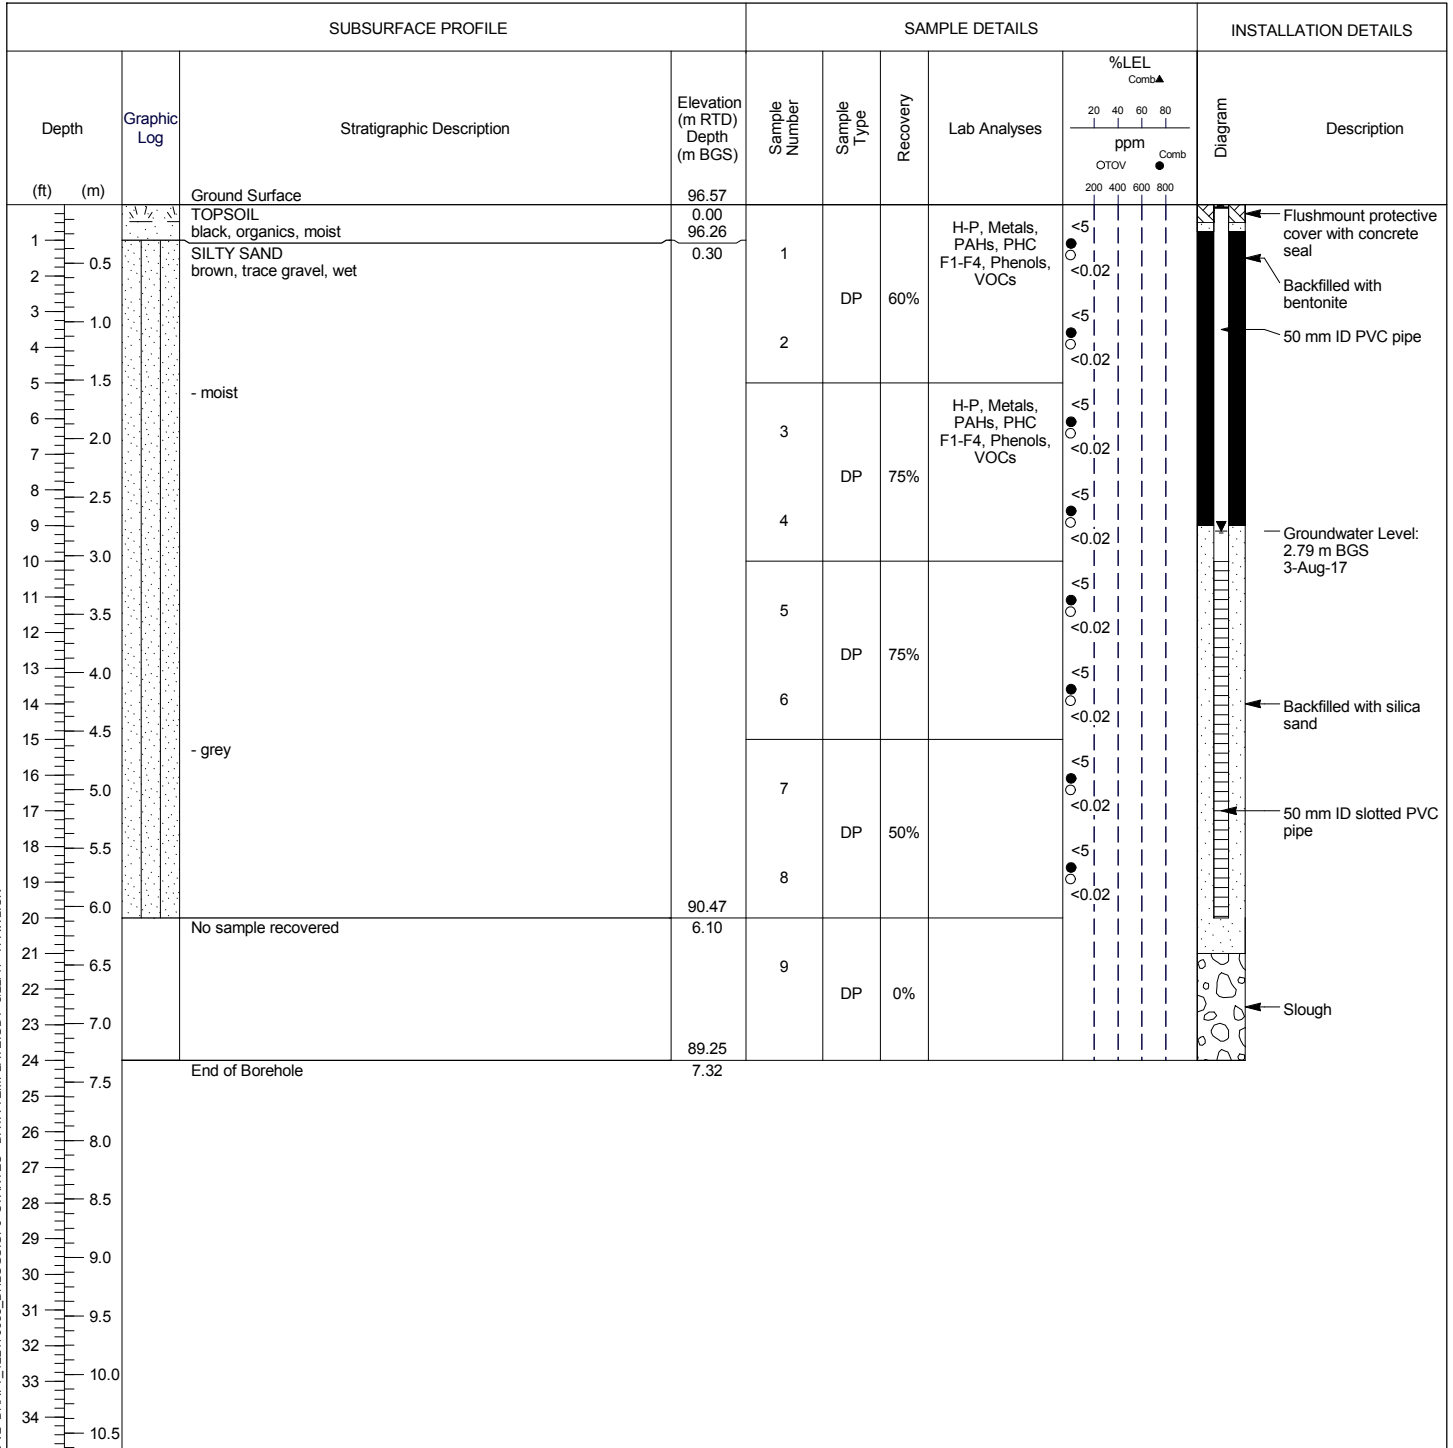 SUBSURFACE PROFILE
SAMPLE DETAILS
INSTALLATION DETAILS
Depth
(ft) (m)
Graphic
Log
Stratigraphic Description
Elevation
(m RTD)
Depth
(m BGS)
Sample
Number
Sample
Type
Recovery
Lab Analyses
%LEL
Comb▲
20 40 60 80
ppm
OTOV ● Comb
200 400 600 800
Diagram
Description
Ground Surface 96.57
TOPSOIL 0.00
black, organics, moist 96.26
SILTY SAND 0.30
brown, trace gravel, wet
- moist
- grey
90.47
No sample recovered 6.10
89.25
End of Borehole 7.32
1
0.5
2
3
1.0
4
5
1.5
6
2.0
7
8
2.5
9
3.0
10
11
3.5
12
13
4.0
14
4.5
15
16
5.0
17
18
5.5
19
6.0
20
21
6.5
22
23
7.0
24
7.5
25
26
8.0
27
28
8.5
29
9.0
30
31
9.5
32
33
10.0
34
10.5
1
2
DP 60%
H-P, Metals,
PAHs, PHC
F1-F4, Phenols,
VOCs
<5
<0.02
<5
<0.02
3
4
DP 75%
H-P, Metals,
PAHs, PHC
F1-F4, Phenols,
VOCs
<5
<0.02
<5
<0.02
5
6
DP 75%
<5
<0.02
<5
<0.02
7
8
DP 50%
<5
<0.02
<5
<0.02
9
DP 0%
Flushmount protective
cover with concrete
seal
Backfilled with
bentonite
50 mm ID PVC pipe
Groundwater Level:
2.79 m BGS
3-Aug-17
Backfilled with silica
sand
50 mm ID slotted PVC
pipe
Slough